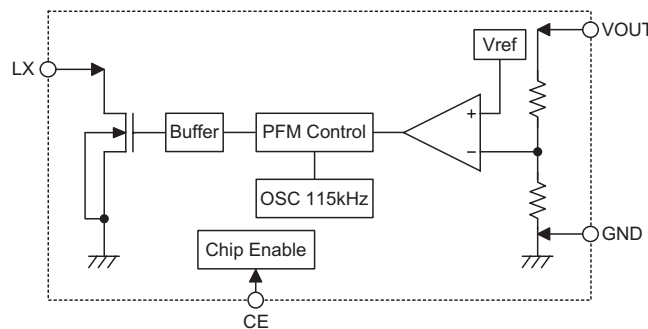 Vref
VOUT
LX
+
Buffer
PFM Control
−
OSC 115kHz
GND
Chip Enable
CE